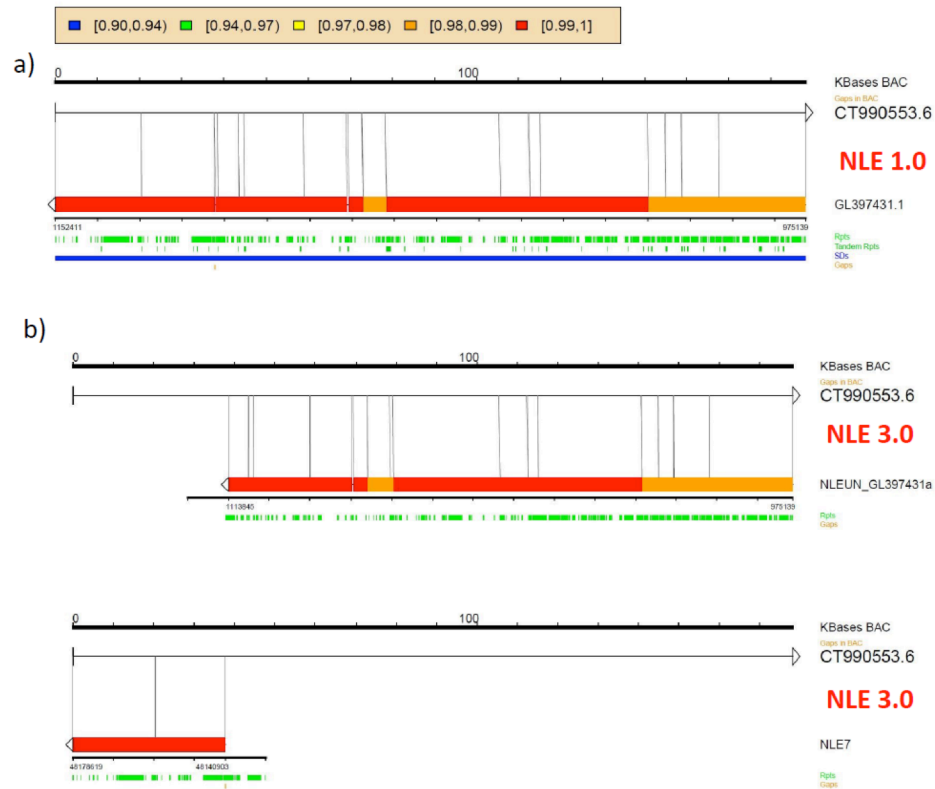 [0.90,0.94) [0.94,0.97) [0.97,0.98) [0.98,0.99) [0.99,1]
a)
0 100 KBases BAC
Gaps in BAC
CT990553.6
NLE 1.0
GL397431.1
1152411 975139
Rpts
Tandem Rpts
SDs
Gaps
b)
0 100 KBases BAC
Gaps in BAC
CT990553.6
NLE 3.0
NLEUN_GL397431a
1113840 975139
Rpts
Gaps
0 100 KBases BAC
Gaps in BAC
CT990553.6
NLE 3.0
NLE7
48178619 48140903
Rpts
Gaps